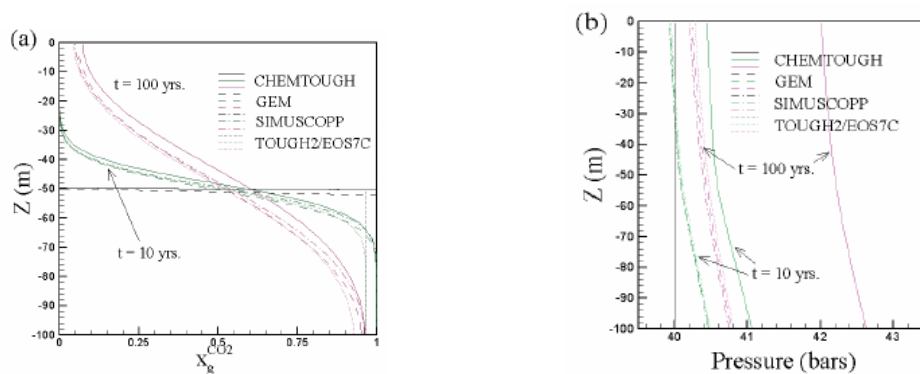 (a)
0
-10
-20
-30
-40
-50
-60
-70
-80
-90
-100
Z (m)
t = 100 yrs.
CHEMTOUGH
GEM
SIMUSCOPP
TOUGH2/EOS7C
t = 10 yrs.
0 0.25 0.5 0.75 1
X_g^CO2
(b)
0
-10
-20
-30
-40
-50
-60
-70
-80
-90
-100
Z (m)
CHEMTOUGH
GEM
SIMUSCOPP
TOUGH2/EOS7C
t = 100 yrs.
t = 10 yrs.
40 41 42 43
Pressure (bars)